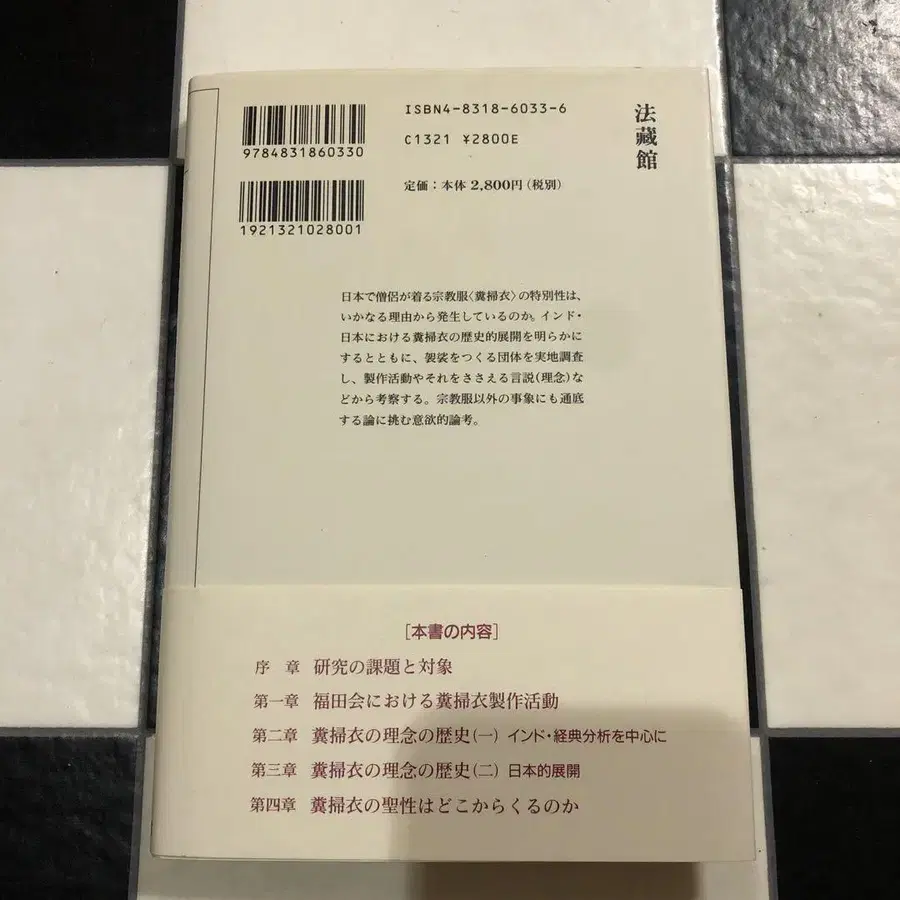 ISBN4-8318-6033-6
C1321 ¥2800E
9784831860330
定価：本体 2,800円（税別）
1921321028001
法藏館
日本で僧侶が着る宗教服〈糞掃衣〉の特別性は、
いかなる理由から発生しているのか。インド・
日本における糞掃衣の歴史的展開を明らかに
するとともに、袈裟をつくる団体を実地調査
し、製作活動やそれをささえる言説（理念）な
どから考察する。宗教服以外の事象にも通底
する論に挑む意欲的論考。
［本書の内容］
序　章　研究の課題と対象
第一章　福田会における糞掃衣製作活動
第二章　糞掃衣の理念の歴史（一）インド・経典分析を中心に
第三章　糞掃衣の理念の歴史（二）日本的展開
第四章　糞掃衣の聖性はどこからくるのか